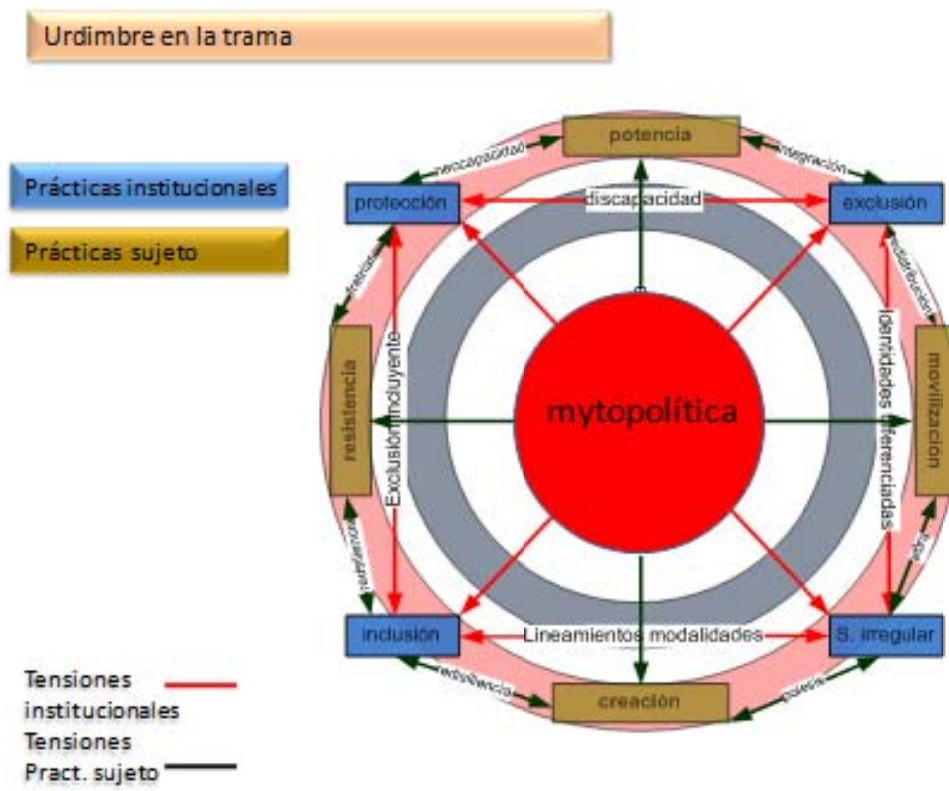 Urdimbre en la trama
Prácticas institucionales
Prácticas sujeto
potencia
integración
protección
discapacidad
exclusión
resistencia
Exclusión incluyente
mytopolítica
Identidades diferenciadas
movilización
fuga
inclusión
Lineamientos modalidades
S. irregular
creación
Tensiones
institucionales
Tensiones
Pract. sujeto